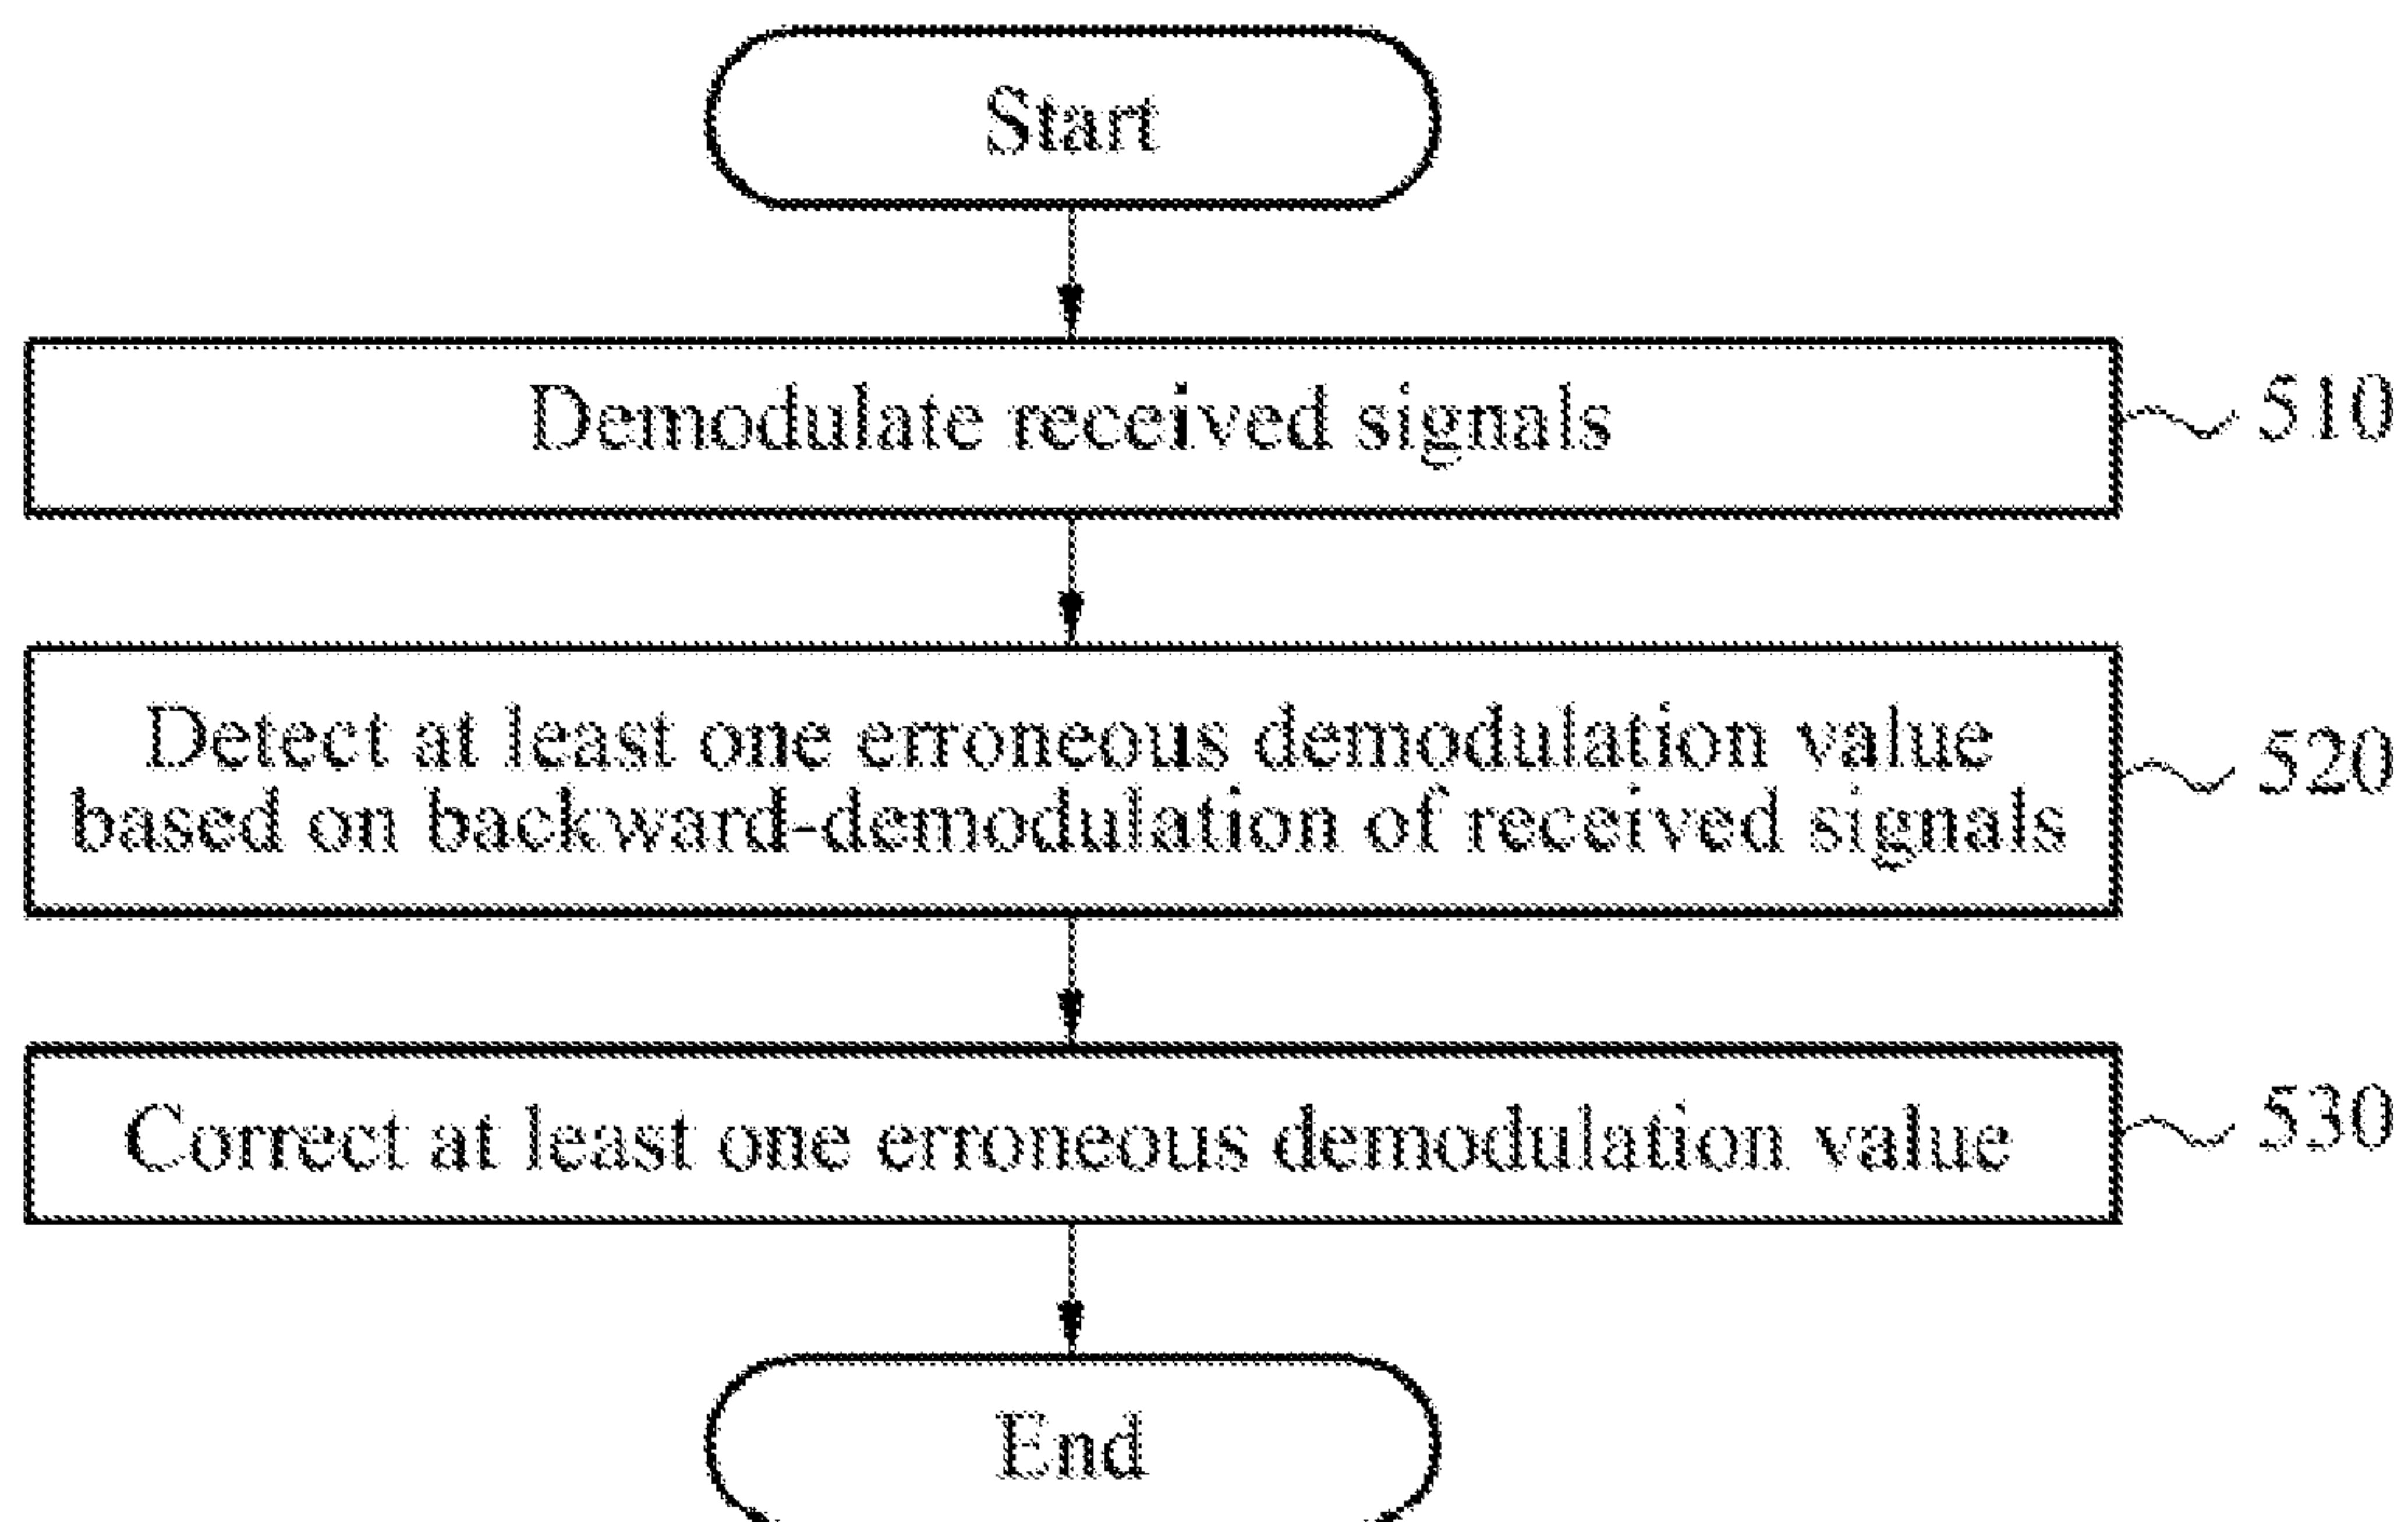 Start
Demodulate received signals
510
Detect at least one erroneous demodulation value
based on backward-demodulation of received signals
520
Correct at least one erroneous demodulation value
530
End